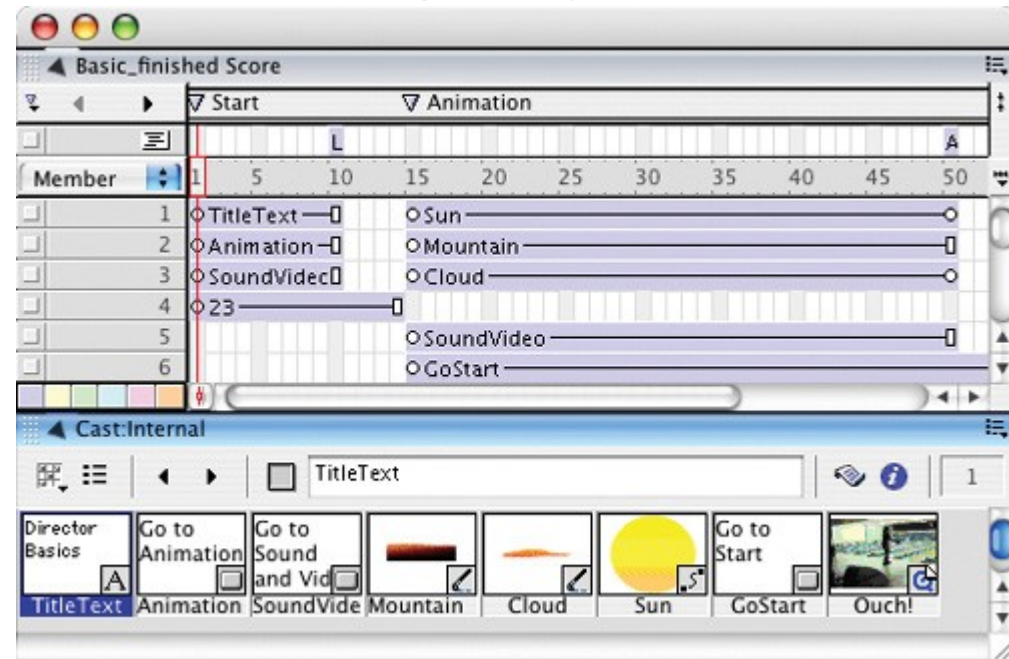 Basic_finished Score
Start Animation
L A
Member 1 5 10 15 20 25 30 35 40 45 50
1 TitleText Sun
2 Animation Mountain
3 SoundVidec Cloud
4 23
5 SoundVideo
6 GoStart
Cast:Internal
TitleText 1
Director
Basics
A
TitleText
Go to
Animation
Animation
Go to
Sound
and Vid
SoundVide
Mountain
Cloud
Sun
Go to
Start
GoStart
Ouch!